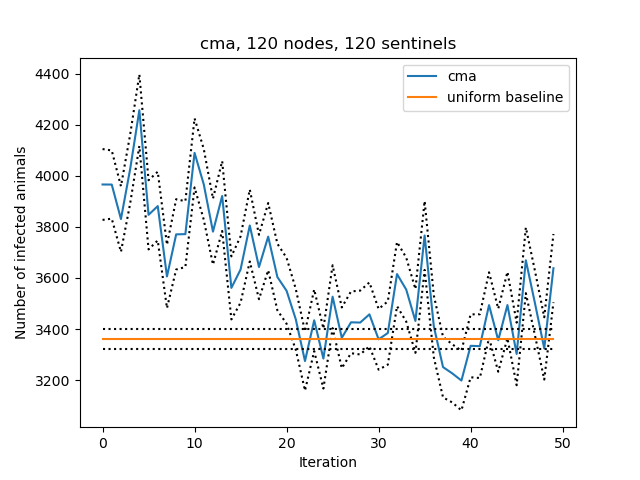 cma, 120 nodes, 120 sentinels
cma
uniform baseline
Number of infected animals
4400
4200
4000
3800
3600
3400
3200
0 10 20 30 40 50
Iteration